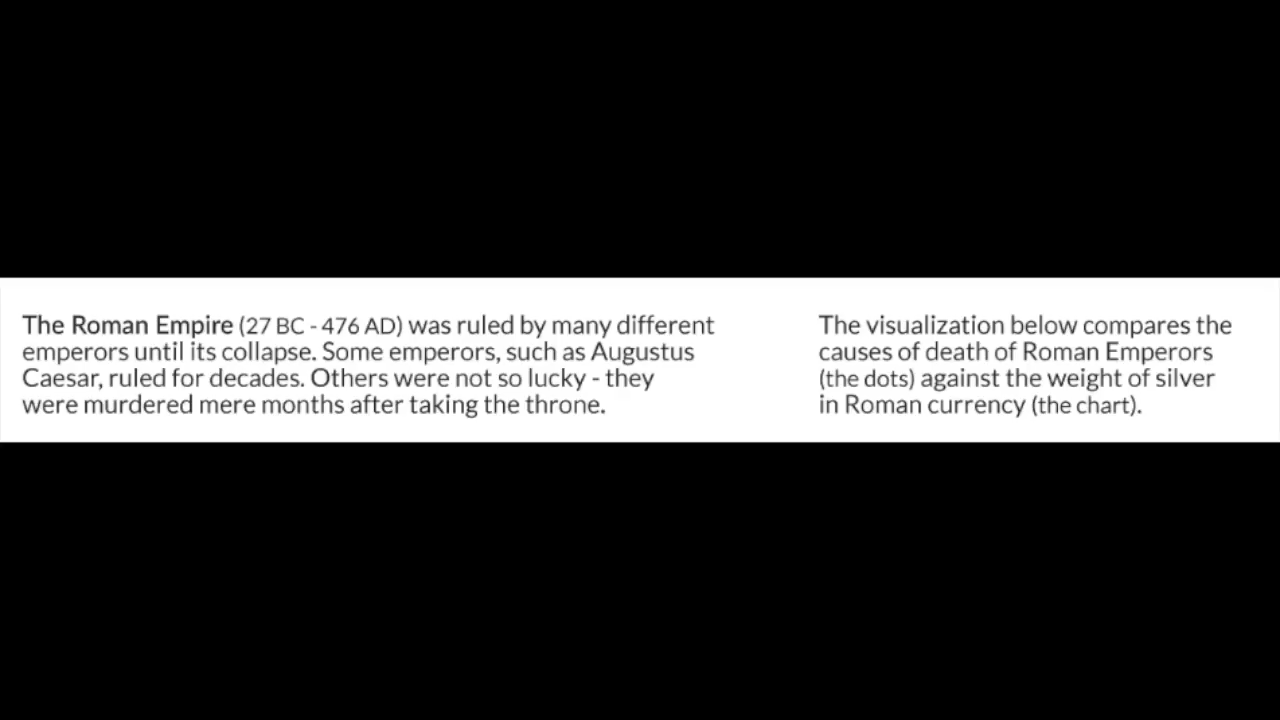 The Roman Empire (27 BC - 476 AD) was ruled by many different
emperors until its collapse. Some emperors, such as Augustus
Caesar, ruled for decades. Others were not so lucky - they
were murdered mere months after taking the throne.
The visualization below compares the
causes of death of Roman Emperors
(the dots) against the weight of silver
in Roman currency (the chart).